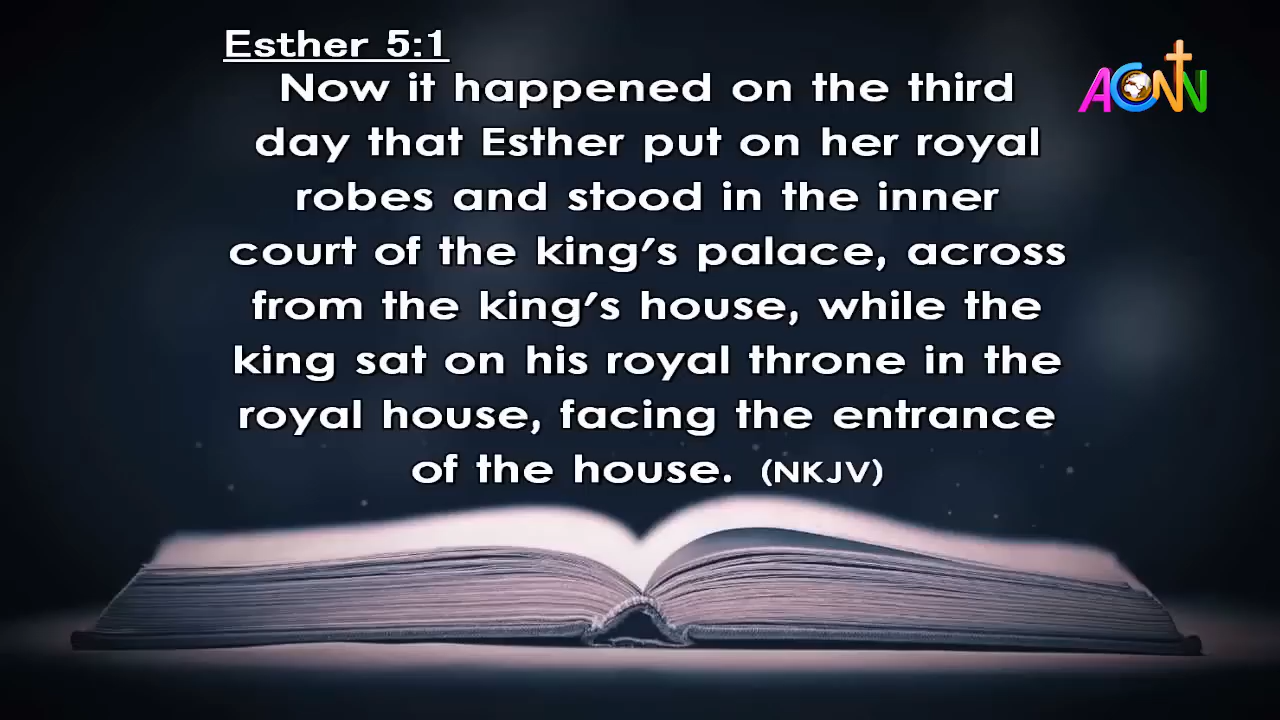 Esther 5:1
Now it happened on the third
day that Esther put on her royal
robes and stood in the inner
court of the king's palace, across
from the king's house, while the
king sat on his royal throne in the
royal house, facing the entrance
of the house. (NKJV)
ACNN